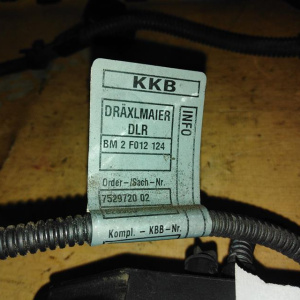 KKB
DRÄXLMAIER
DLR
INFO
BM 2 F012 124
Order-/Sach-Nr.
7529720 02
Kompl. - KBB-Nr.